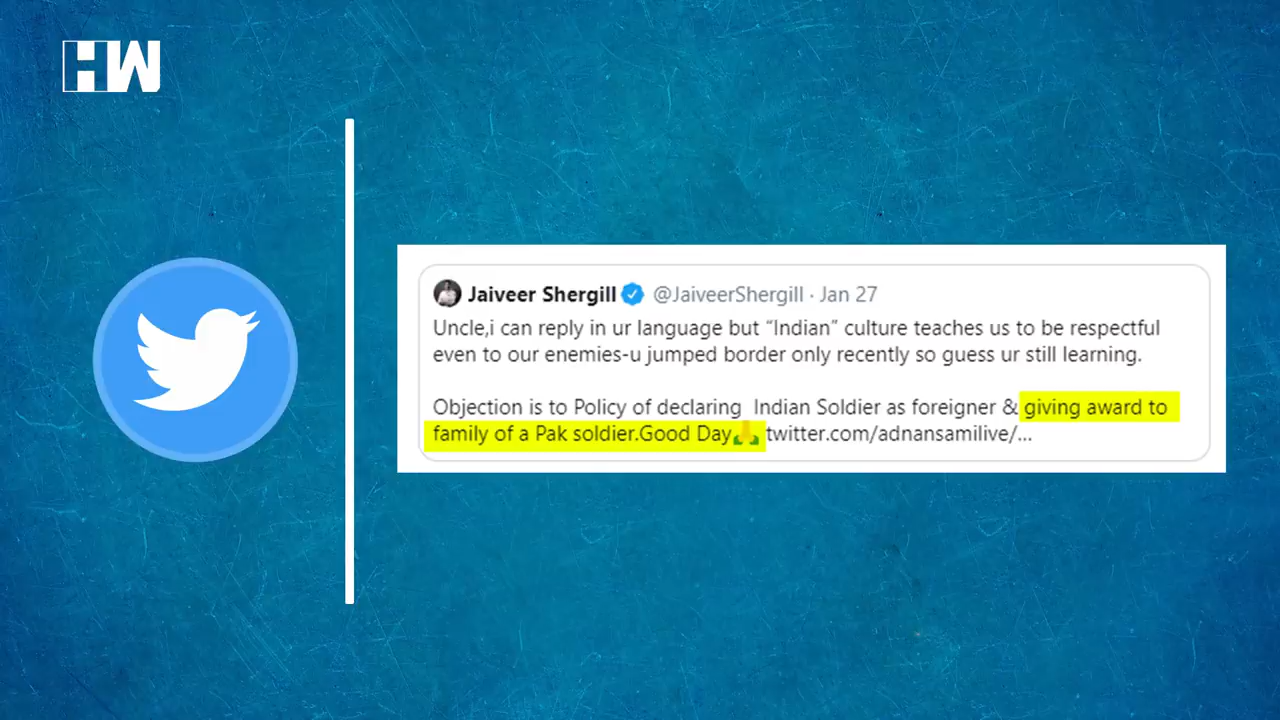 HW
Jaiveer Shergill @JaiveerShergill · Jan 27
Uncle,i can reply in ur language but “Indian” culture teaches us to be respectful
even to our enemies-u jumped border only recently so guess ur still learning.
Objection is to Policy of declaring  Indian Soldier as foreigner & giving award to
family of a Pak soldier.Good Day🙏 twitter.com/adnansamilive/...